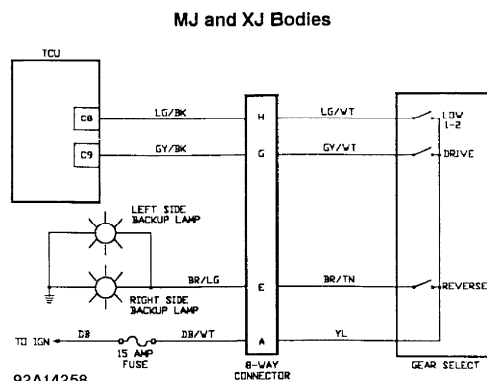 MJ and XJ Bodies
TCU
C8
LG/BK
H
LG/WT
LOW
1-2
C9
GY/BK
G
GY/WT
DRIVE
LEFT SIDE
BACKUP LAMP
BR/LG
E
BR/TN
REVERSE
RIGHT SIDE
BACKUP LAMP
TO IGN
DB
DB/WT
A
YL
15 AMP
FUSE
8-WAY
CONNECTOR
GEAR SELECT
92A14258